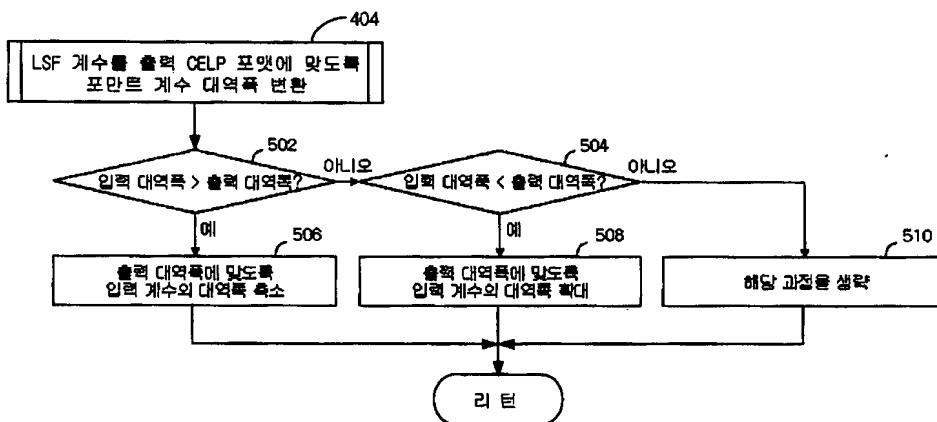 404
LSF 계수를 출력 CELP 포맷에 맞도록
포만트 계수 대역폭 변환
502
504
입력 대역폭 > 출력 대역폭?
아니오
입력 대역폭 < 출력 대역폭?
아니오
예
예
506
508
510
출력 대역폭에 맞도록
입력 계수의 대역폭 축소
출력 대역폭에 맞도록
입력 계수의 대역폭 확대
해당 과정을 생략
리 턴